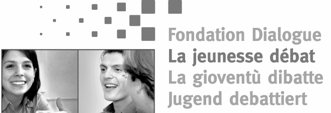 Fondation Dialogue
La jeunesse débat
La gioventù dibatte
Jugend debattiert